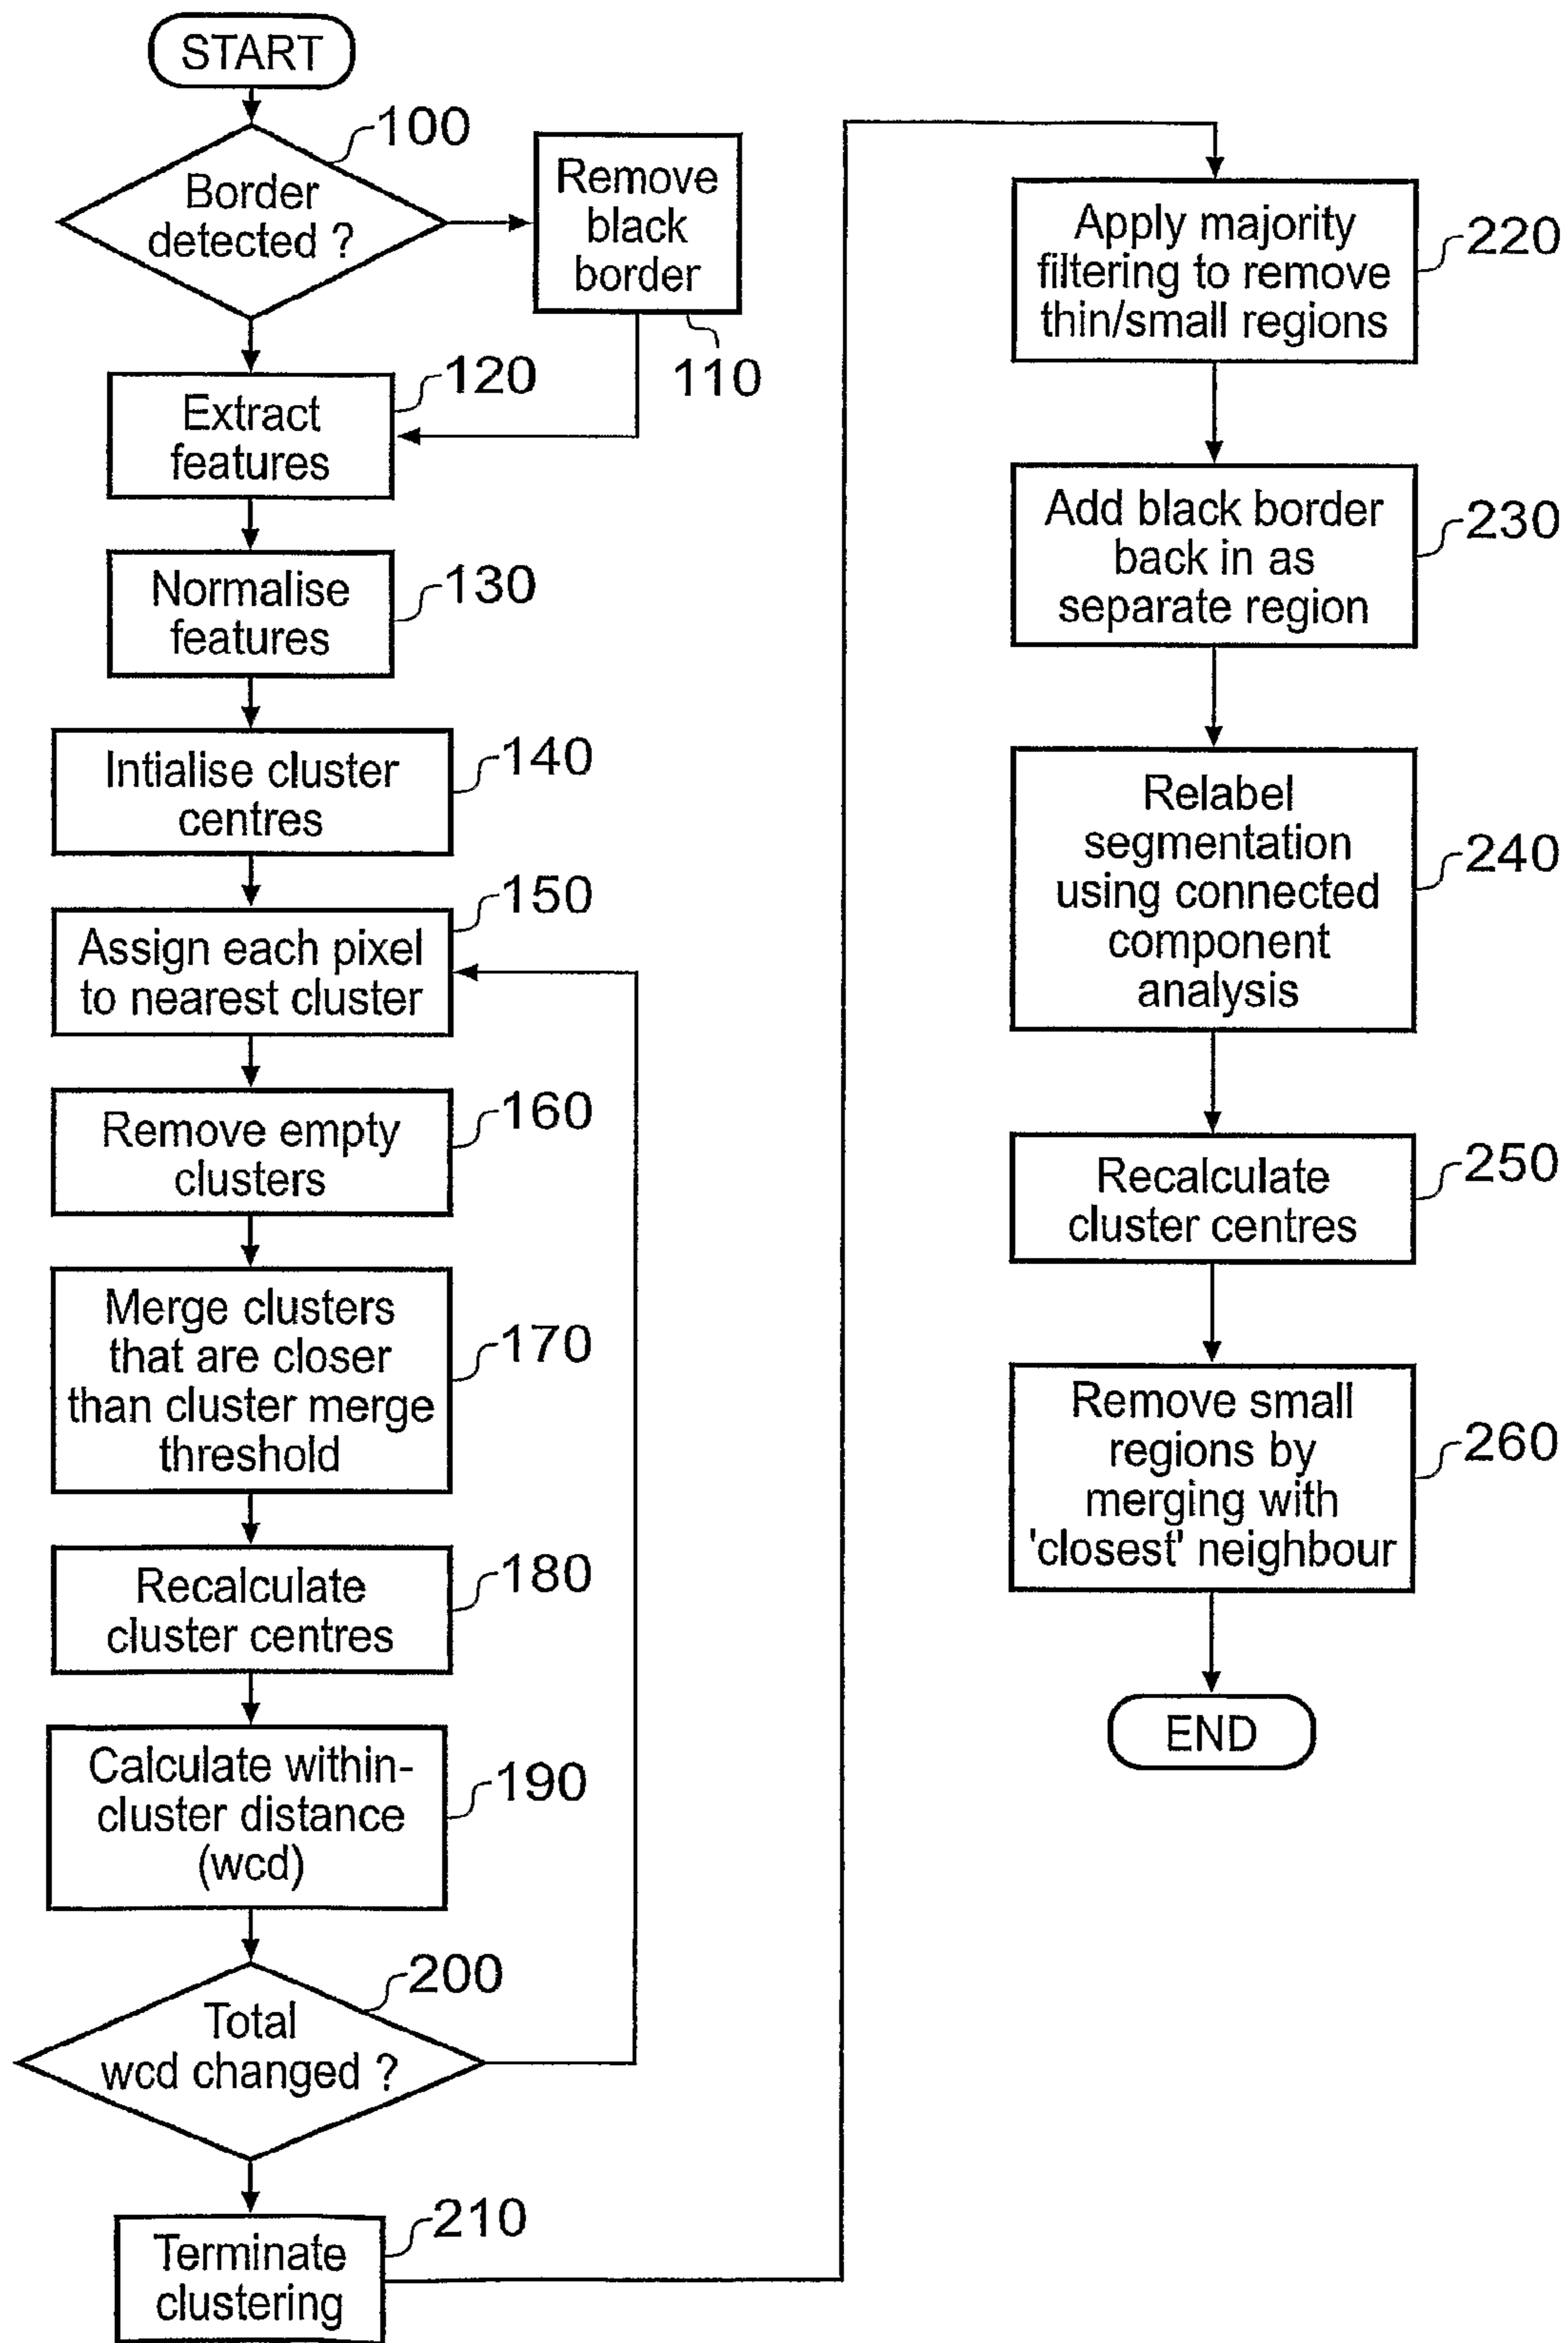 START
100
Border
detected ?
Remove
black
border
110
120
Extract
features
130
Normalise
features
140
Intialise cluster
centres
150
Assign each pixel
to nearest cluster
160
Remove empty
clusters
170
Merge clusters
that are closer
than cluster merge
threshold
180
Recalculate
cluster centres
190
Calculate within-
cluster distance
(wcd)
200
Total
wcd changed ?
210
Terminate
clustering
220
Apply majority
filtering to remove
thin/small regions
230
Add black border
back in as
separate region
240
Relabel
segmentation
using connected
component
analysis
250
Recalculate
cluster centres
260
Remove small
regions by
merging with
'closest' neighbour
END